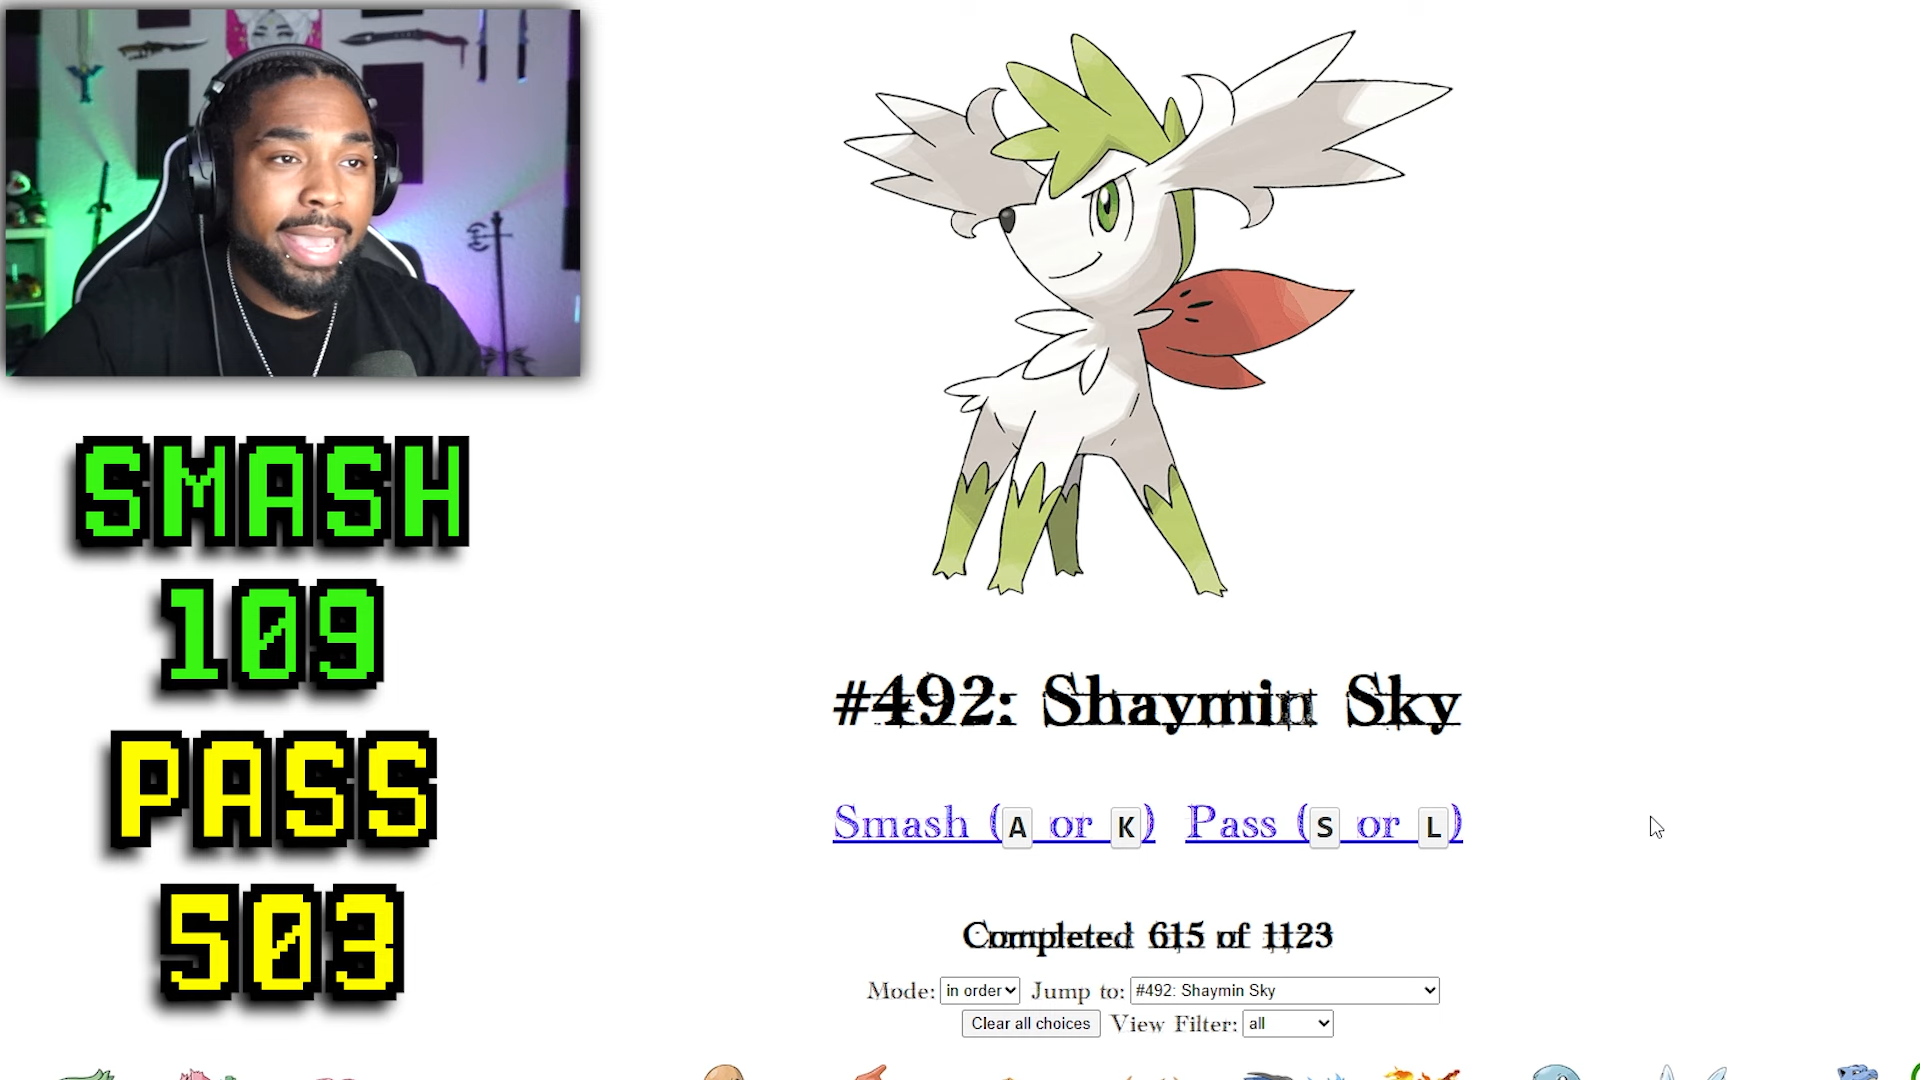 SMASH
109
PASS
503
#492: Shaymin Sky
Smash (A or K) Pass (S or L)
Completed 615 of 1123
Mode: in order Jump to: #492: Shaymin Sky
Clear all choices View Filter: all